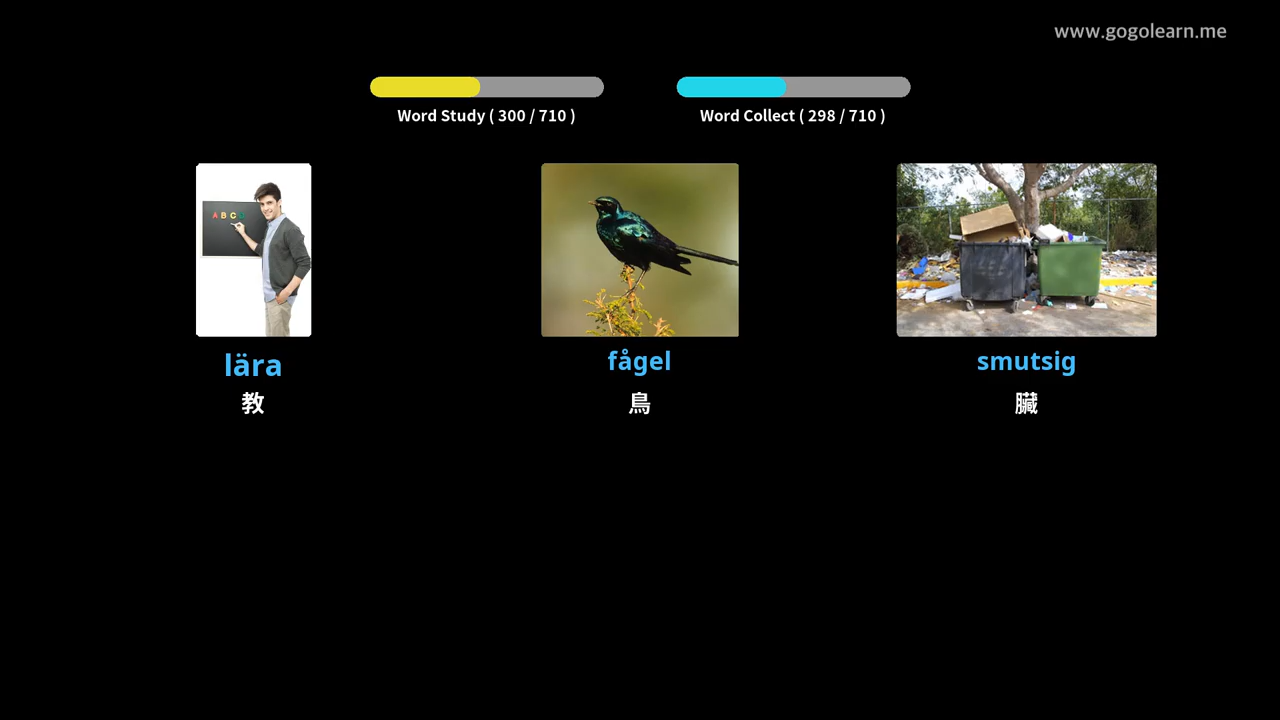 www.gogolearn.me
Word Study ( 300 / 710 )
Word Collect ( 298 / 710 )
A B C
lära
fågel
smutsig
教
鳥
臟